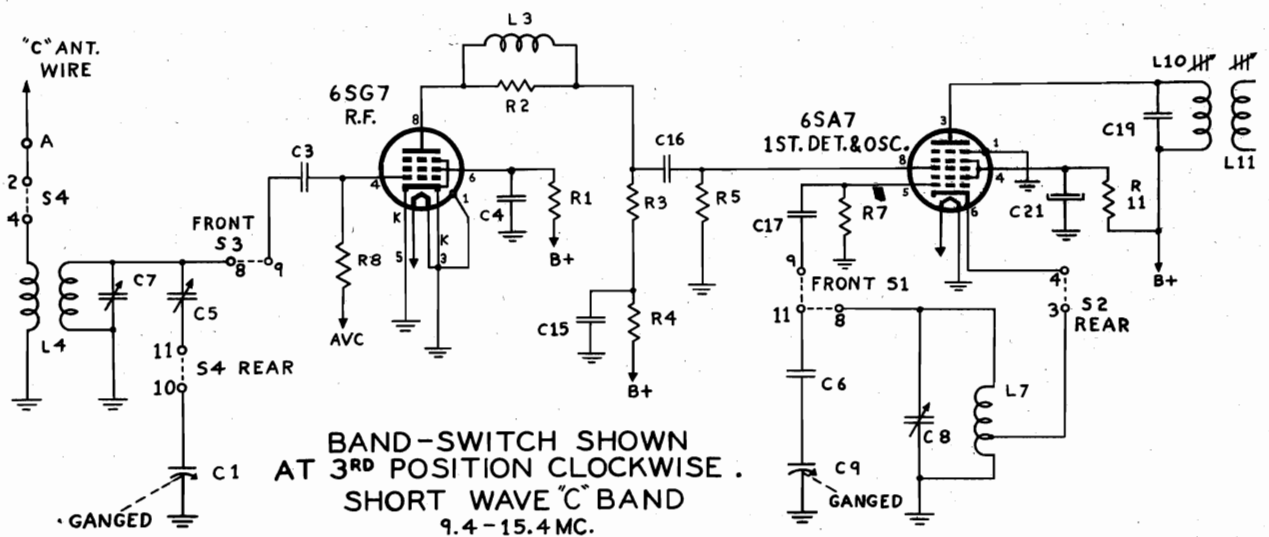 "C" ANT.
WIRE
A
2
S4
4
FRONT
S3
8
9
C7
C5
L4
11
S4 REAR
10
C1
GANGED
C3
6SG7
R.F.
8
4
6
1
K
K
5
3
R8
AVC
L3
R2
C4
R1
B+
C16
R3
R5
C15
R4
B+
6SA7
1ST. DET.&OSC.
3
1
8
5
4
6
C17
R7
9
FRONT S1
11
8
C6
C9
GANGED
C8
L7
4
S2
3
REAR
C21
R
11
B+
C19
L10
L11
BAND-SWITCH SHOWN
AT 3RD POSITION CLOCKWISE.
SHORT WAVE "C" BAND
9.4-15.4 MC.